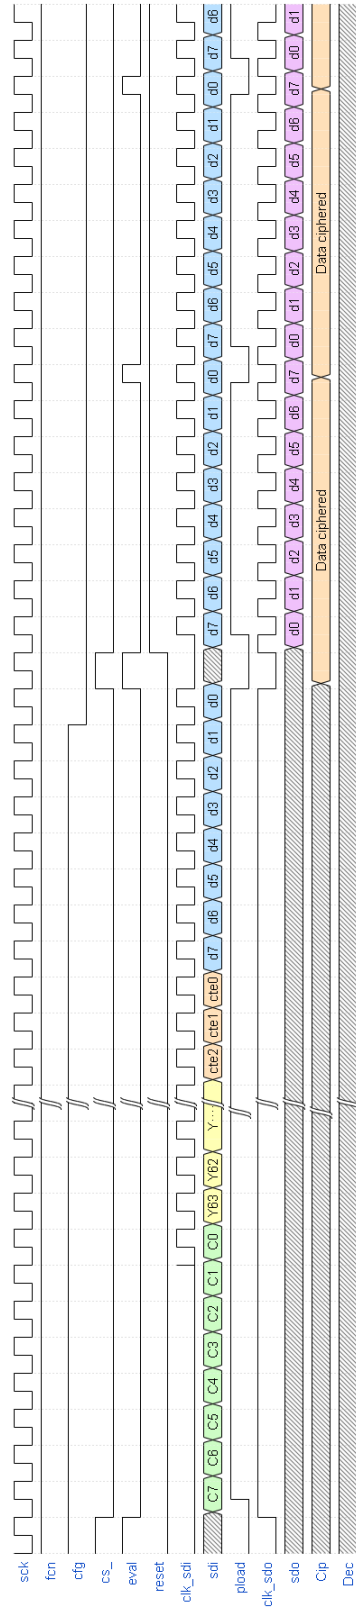 sck
fcn
cfg
cs_
eval
reset
clk_sdi
sdi C7 C6 C5 C4 C3 C2 C1 C0 Y63 Y62 Y... cte2 cte1 cte0 d7 d6 d5 d4 d3 d2 d1 d0 d7 d6 d5 d4 d3 d2 d1 d0 d7 d6 d5 d4 d3 d2 d1 d0 d7 d6
pload
clk_sdo
sdo d0 d1 d2 d3 d4 d5 d6 d7 d0 d1 d2 d3 d4 d5 d6 d7 d0 d1
Cip Data ciphered Data ciphered
Dec